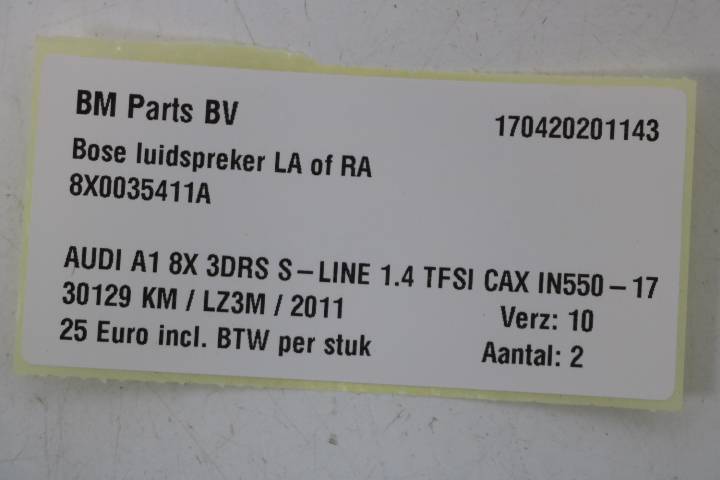 BM Parts BV
170420201143
Bose luidspreker LA of RA
8X0035411A
AUDI A1 8X 3DRS S-LINE 1.4 TFSI CAX IN550-17
30129 KM / LZ3M / 2011
Verz: 10
25 Euro incl. BTW per stuk
Aantal: 2